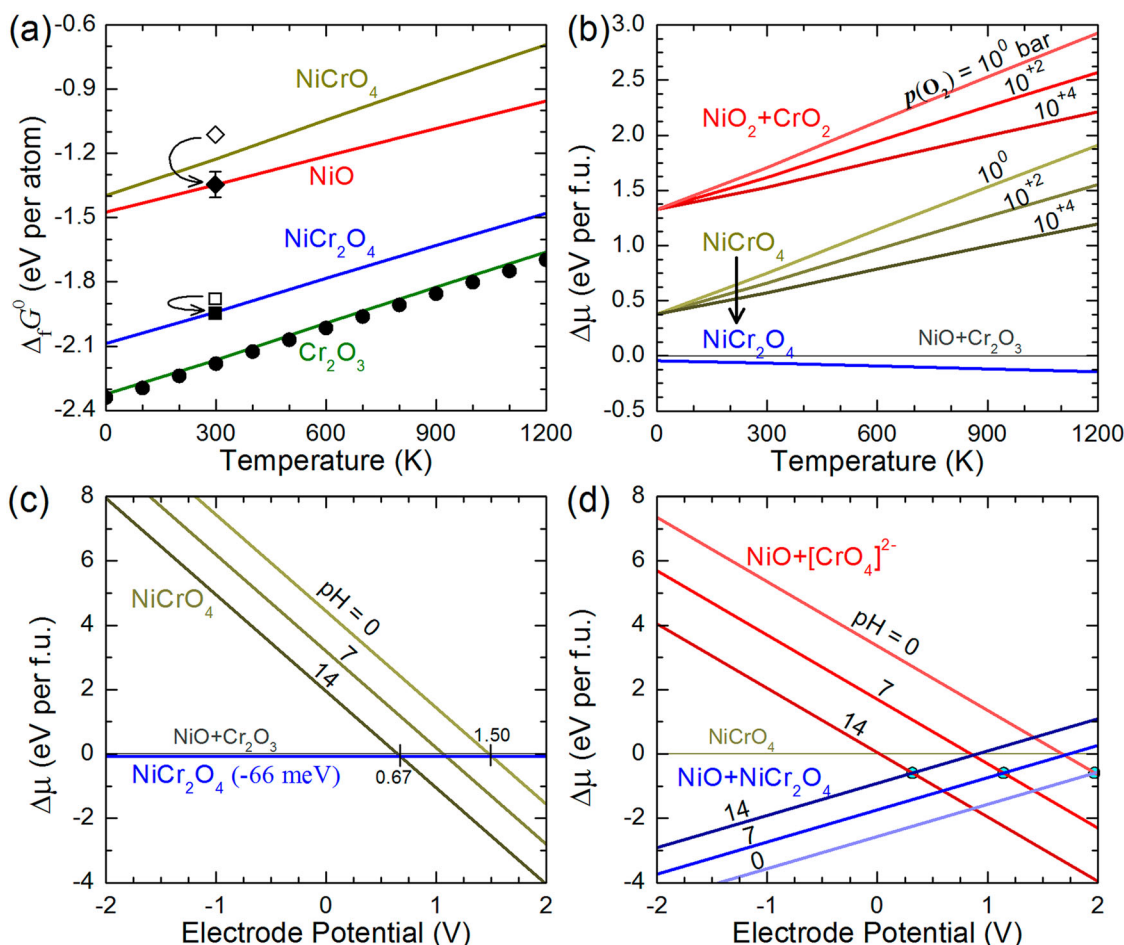 (a)
-0.6
-0.9
-1.2
-1.5
-1.8
-2.1
-2.4
ΔfG⁰ (eV per atom)
NiCrO₄
NiO
NiCr₂O₄
Cr₂O₃
0 300 600 900 1200
Temperature (K)
(b)
3.0
2.5
2.0
1.5
1.0
0.5
0.0
-0.5
Δμ (eV per f.u.)
p(O₂) = 10⁰ bar
10⁺²
10⁺⁴
NiO₂+CrO₂
10⁰
10⁺²
10⁺⁴
NiCrO₄
NiCr₂O₄
NiO+Cr₂O₃
0 300 600 900 1200
Temperature (K)
(c)
8
6
4
2
0
-2
-4
Δμ (eV per f.u.)
NiCrO₄
pH = 0
7
14
NiO+Cr₂O₃
1.50
NiCr₂O₄ (-66 meV)
0.67
-2 -1 0 1 2
Electrode Potential (V)
(d)
8
6
4
2
0
-2
-4
Δμ (eV per f.u.)
NiO+[CrO₄]²⁻
pH = 0
7
14
NiCrO₄
NiO+NiCr₂O₄
14
7
0
-2 -1 0 1 2
Electrode Potential (V)